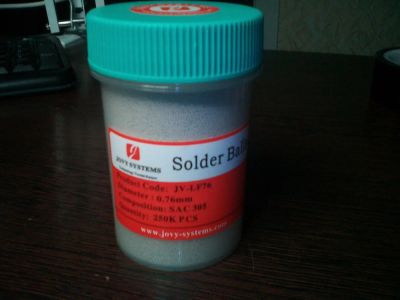 JOVY SYSTEMS
Solder Ball
Product Code: JV-LF76
Diameter: 0.76mm
Composition: SAC 305
Quantity: 250K PCS
www.jovy-systems.com